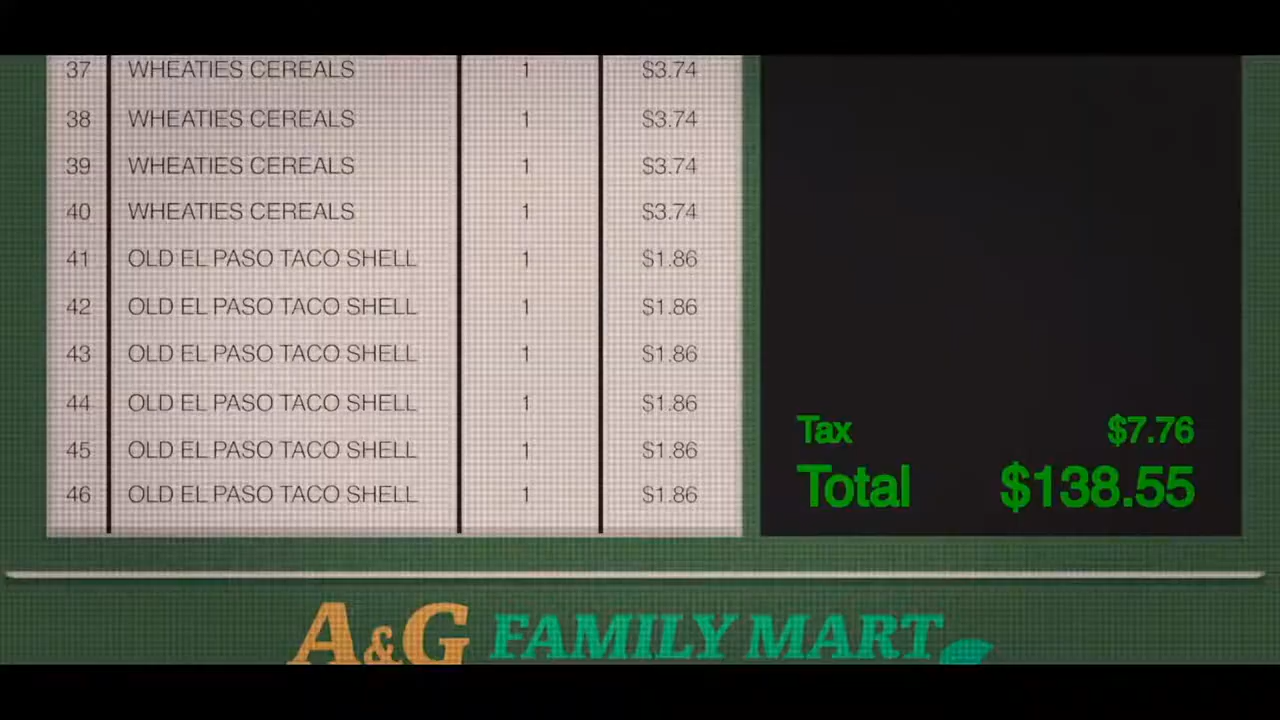 37 WHEATIES CEREALS 1 $3.74
38 WHEATIES CEREALS 1 $3.74
39 WHEATIES CEREALS 1 $3.74
40 WHEATIES CEREALS 1 $3.74
41 OLD EL PASO TACO SHELL 1 $1.86
42 OLD EL PASO TACO SHELL 1 $1.86
43 OLD EL PASO TACO SHELL 1 $1.86
44 OLD EL PASO TACO SHELL 1 $1.86
45 OLD EL PASO TACO SHELL 1 $1.86
46 OLD EL PASO TACO SHELL 1 $1.86
Tax $7.76
Total $138.55
A&G FAMILY MART